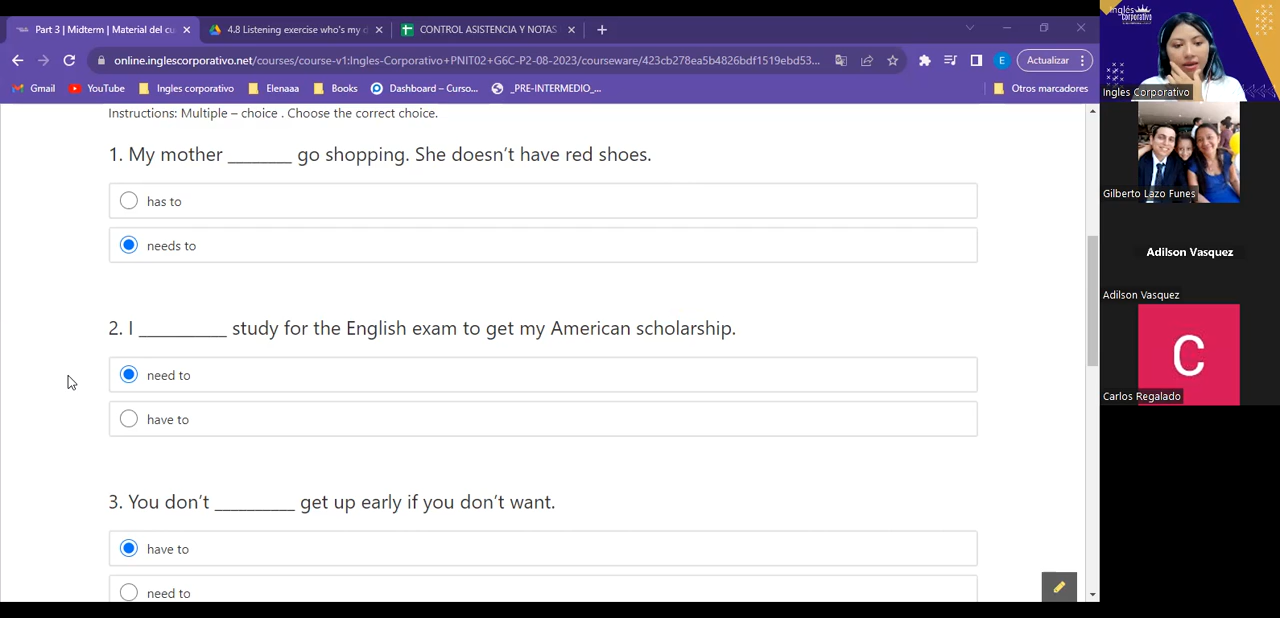 Part 3 | Midterm | Material del cu
4.8 Listening exercise who's my d
CONTROL ASISTENCIA Y NOTAS
online.inglescorporativo.net/courses/course-v1:Ingles-Corporativo+PNIT02+G6C-P2-08-2023/courseware/423cb278ea5b4826bdf1519ebd53...
E
Actualizar
Gmail
YouTube
Ingles corporativo
Elenaaa
Books
Dashboard – Curso...
_PRE-INTERMEDIO_...
Otros marcadores
Instructions: Multiple – choice . Choose the correct choice.
1. My mother ________ go shopping. She doesn’t have red shoes.
has to
needs to
2. I ___________ study for the English exam to get my American scholarship.
need to
have to
3. You don’t __________ get up early if you don’t want.
have to
need to
Inglés
Corporativo
Ingles Corporativo
Gilberto Lazo Funes
Adilson Vasquez
Adilson Vasquez
C
Carlos Regalado